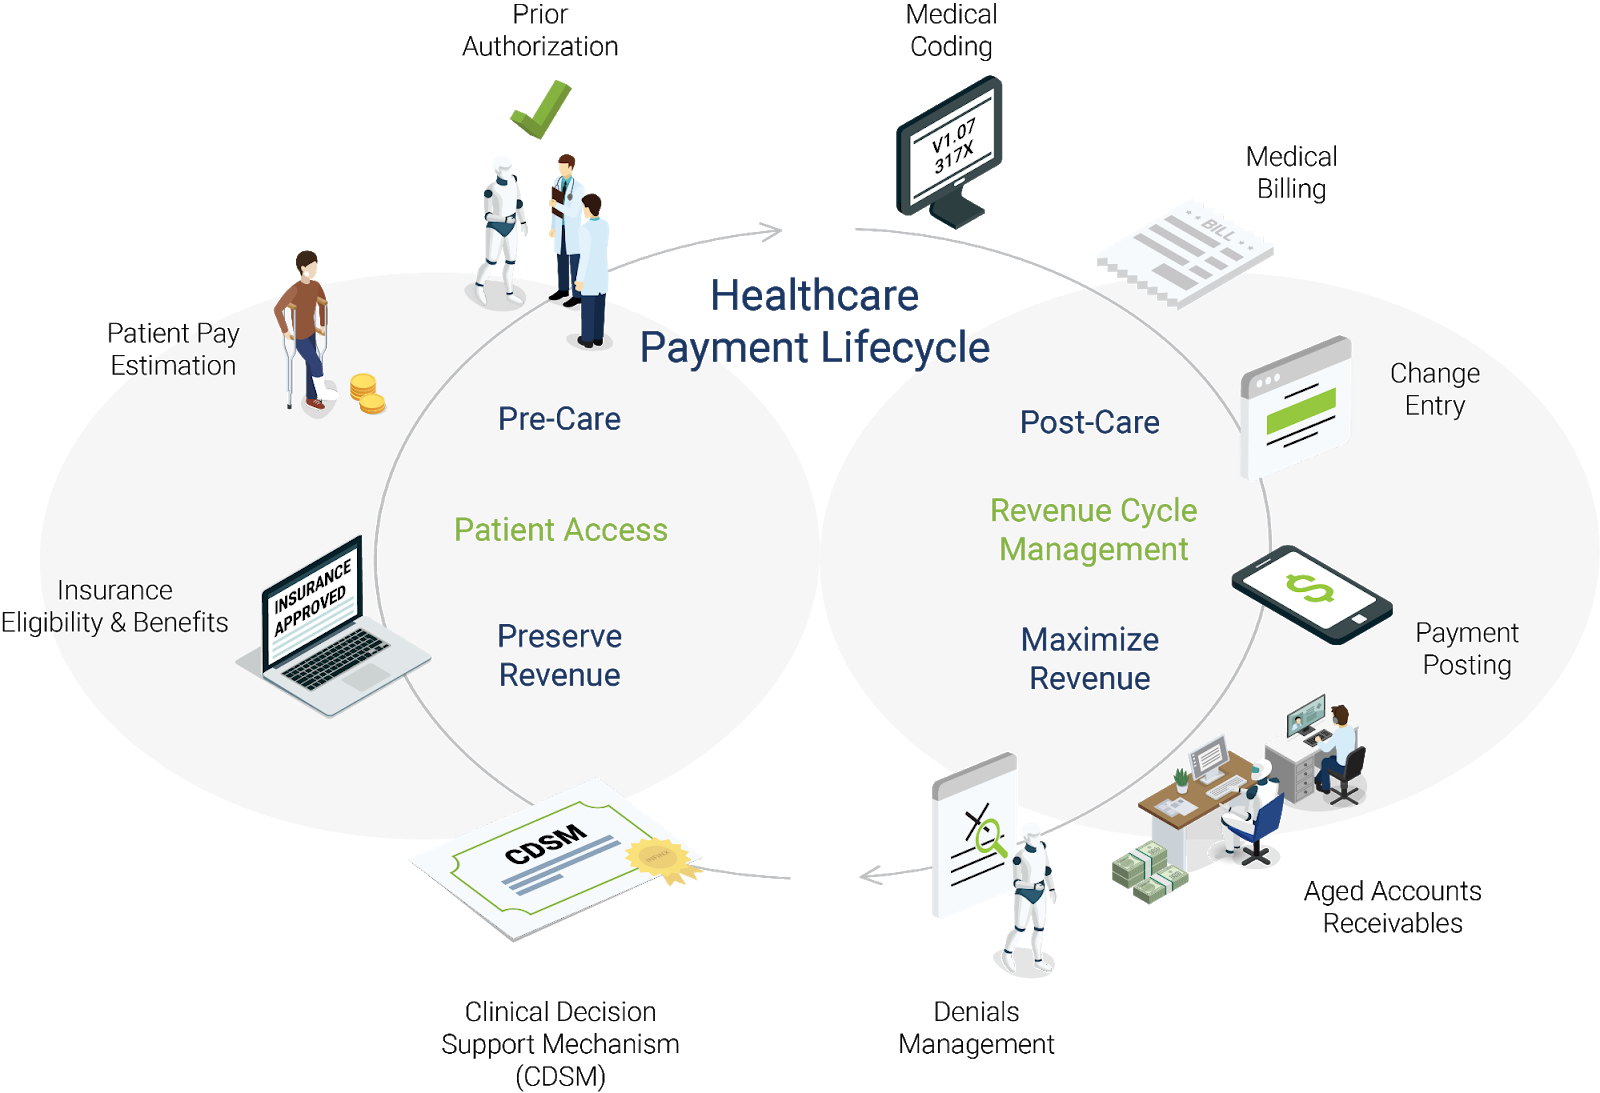 Prior
Authorization
Medical
Coding
V1.07
317X
Medical
Billing
BILL
Healthcare
Payment Lifecycle
Patient Pay
Estimation
Change
Entry
Pre-Care
Post-Care
Patient Access
Revenue Cycle
Management
INSURANCE
APPROVED
Insurance
Eligibility & Benefits
Preserve
Revenue
Maximize
Revenue
$
Payment
Posting
CDSM
INFINX
Aged Accounts
Receivables
Clinical Decision
Support Mechanism
(CDSM)
Denials
Management